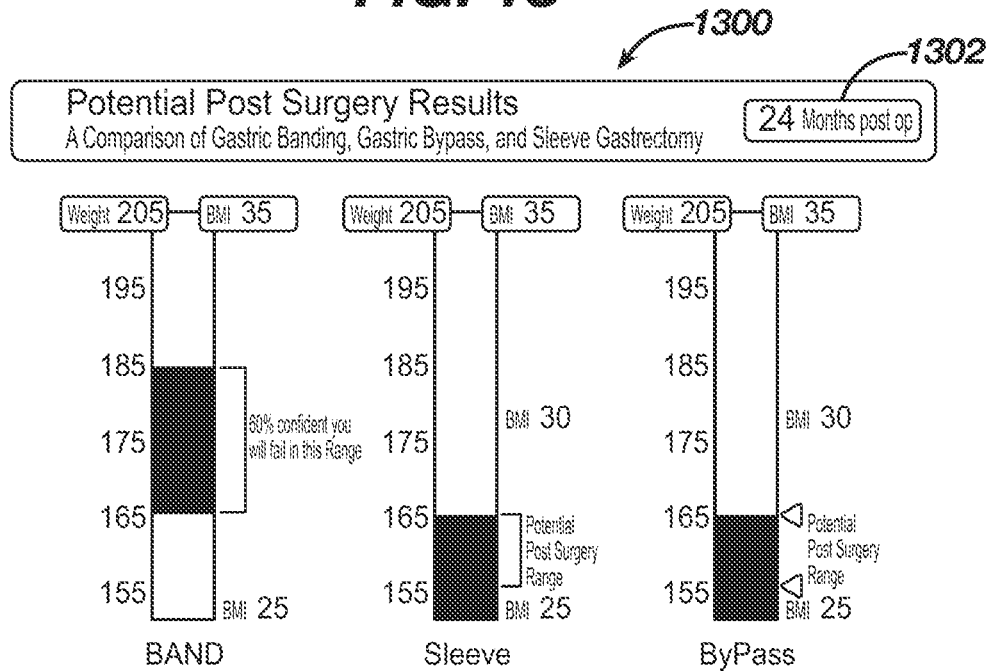 1300
1302
Potential Post Surgery Results
24 Months post op
A Comparison of Gastric Banding, Gastric Bypass, and Sleeve Gastrectomy
Weight 205 BMI 35
195
185
60% confident you
will fall in this Range
175
165
155
BMI 25
BAND
Weight 205 BMI 35
195
185
BMI 30
175
165
Potential
Post Surgery
Range
155
BMI 25
Sleeve
Weight 205 BMI 35
195
185
BMI 30
175
165
Potential
Post Surgery
Range
155
BMI 25
ByPass